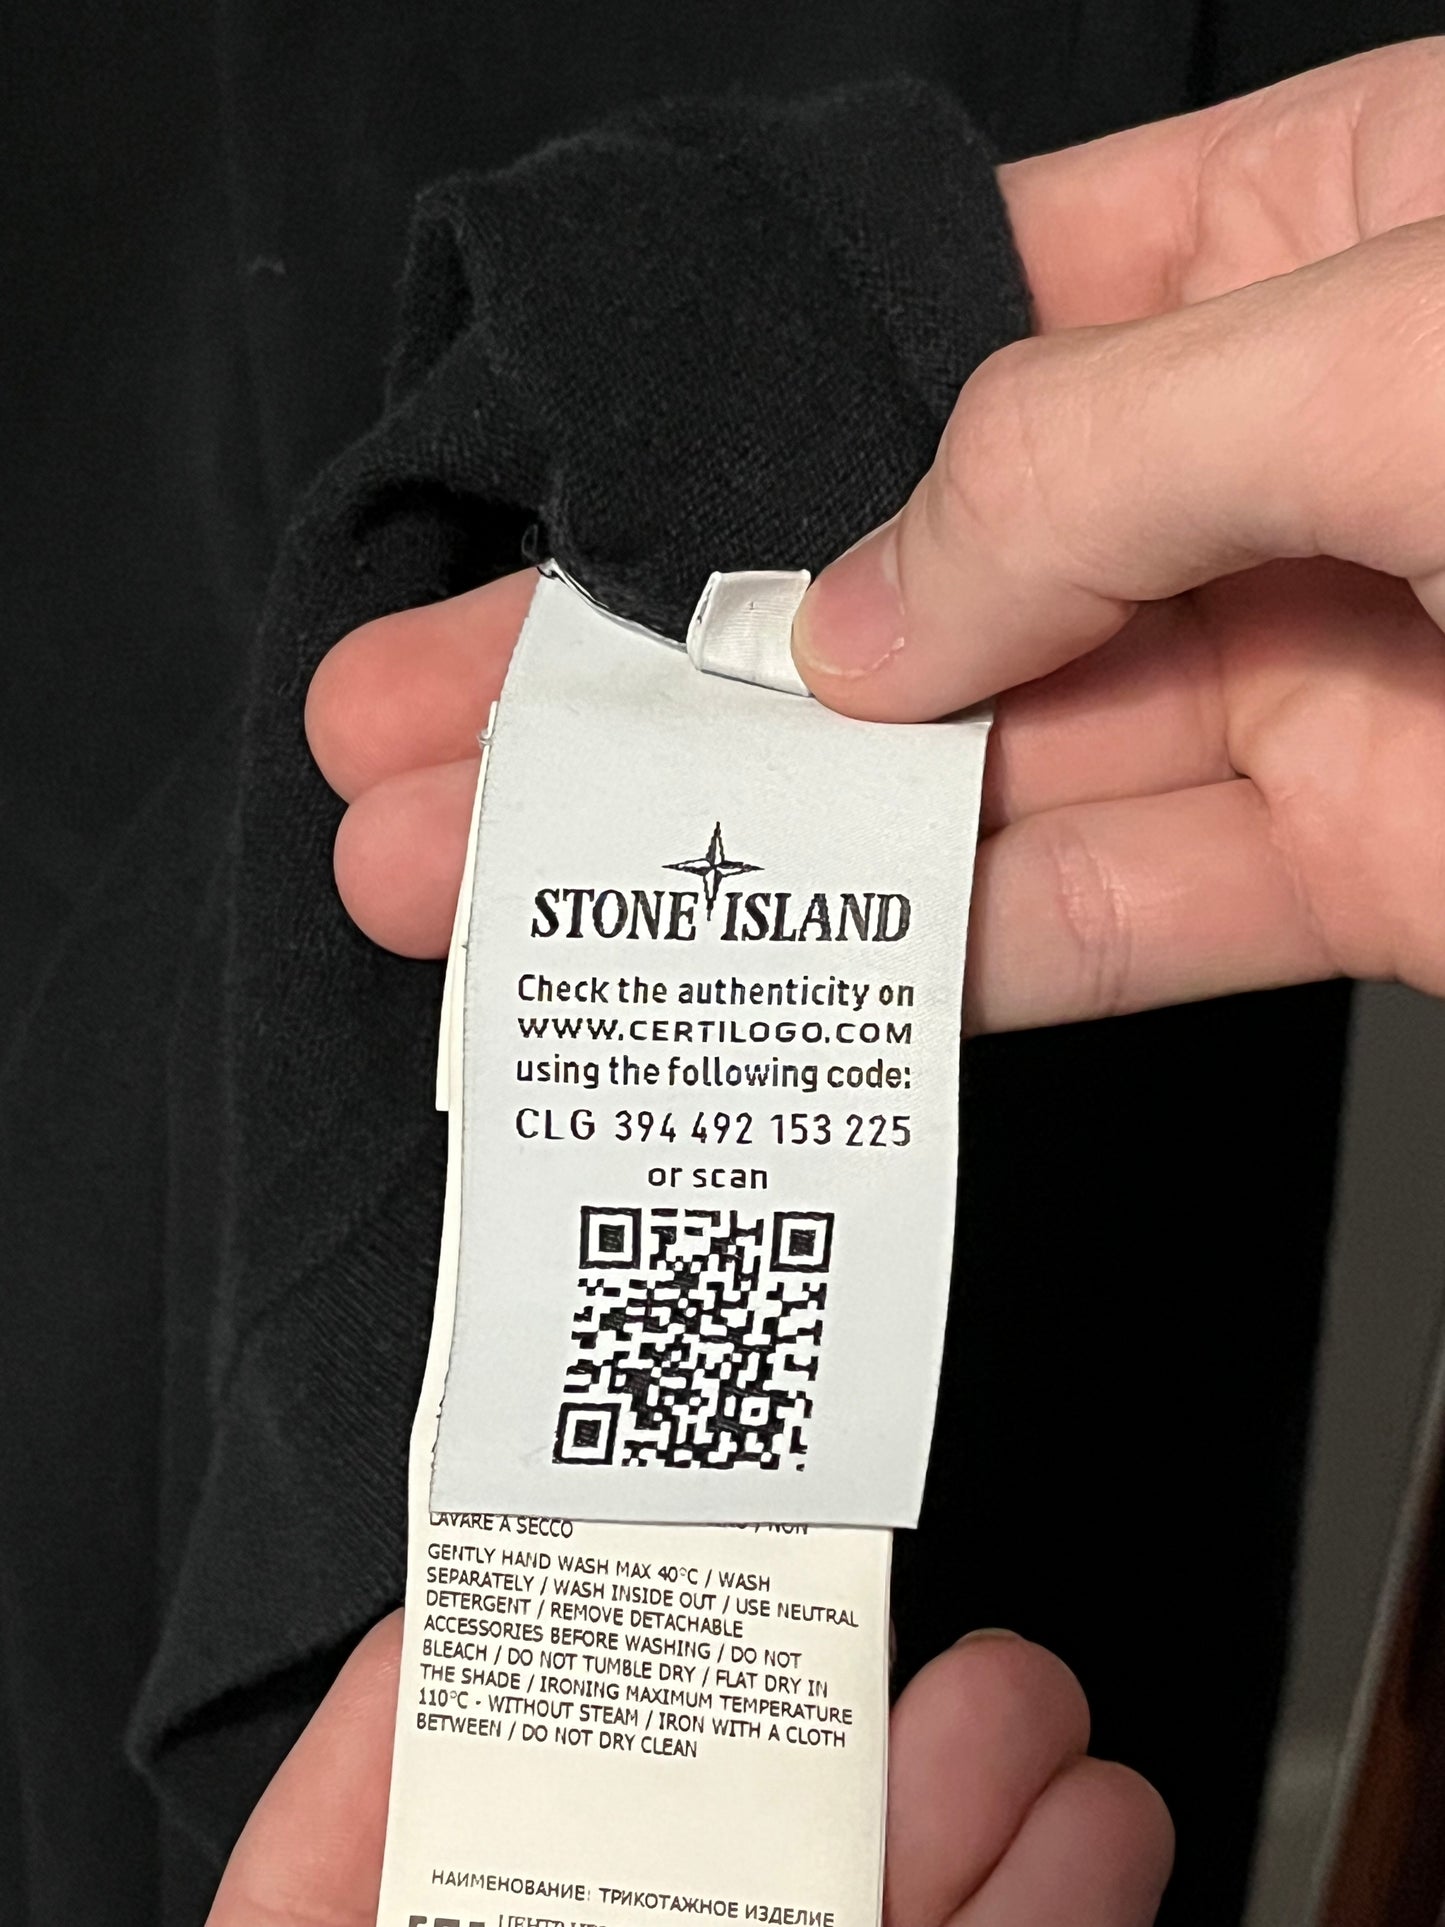 STONE ISLAND
Check the authenticity on
WWW.CERTILOGO.COM
using the following code:
CLG 394 492 153 225
or scan
LAVARE A SECCO / NON
GENTLY HAND WASH MAX 40°C / WASH
SEPARATELY / WASH INSIDE OUT / USE NEUTRAL
DETERGENT / REMOVE DETACHABLE
ACCESSORIES BEFORE WASHING / DO NOT
BLEACH / DO NOT TUMBLE DRY / FLAT DRY IN
THE SHADE / IRONING MAXIMUM TEMPERATURE
110°C - WITHOUT STEAM / IRON WITH A CLOTH
BETWEEN / DO NOT DRY CLEAN
НАИМЕНОВАНИЕ: ТРИКОТАЖНОЕ ИЗДЕЛИЕ